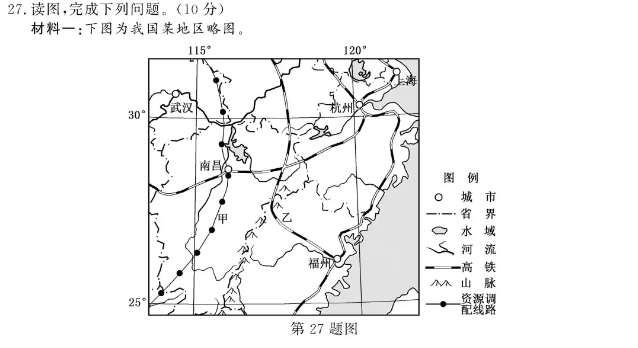 27.读图,完成下列问题。(10分)
材料一:下图为我国某地区略图。
115° 120°
上海
武汉
杭州
30°
南昌
图 例
城 市
甲
省 界
乙
水 域
河 流
福州
高 铁
山 脉
25°
资源调
配线路
第27题图